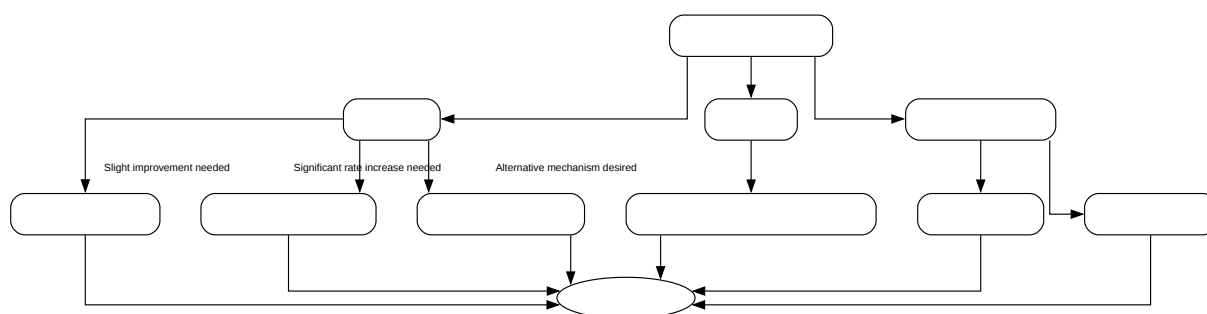 Slight improvement needed
Significant rate increase needed
Alternative mechanism desired